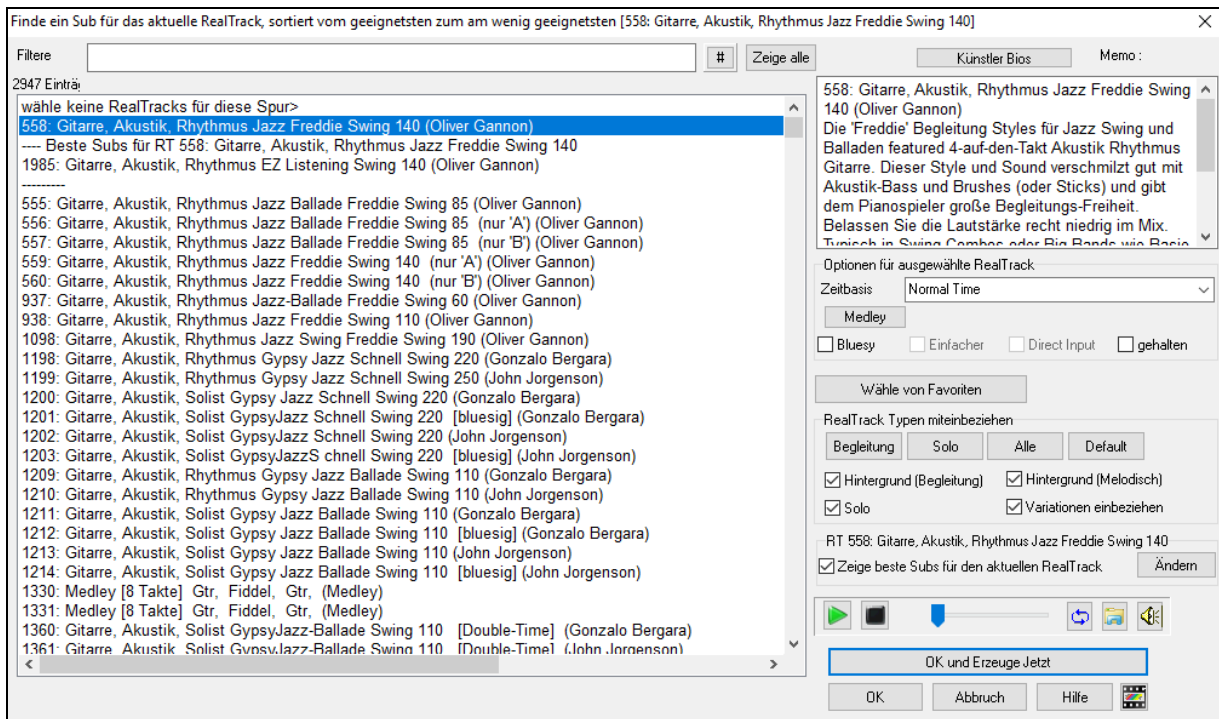 Finde ein Sub für das aktuelle RealTrack, sortiert vom geeignetsten zum am wenig geeignetsten [558: Gitarre, Akustik, Rhythmus Jazz Freddie Swing 140]
Filtere
#
Zeige alle
2947 Einträ
wähle keine RealTracks für diese Spur>
558: Gitarre, Akustik, Rhythmus Jazz Freddie Swing 140 (Oliver Gannon)
---- Beste Subs für RT 558: Gitarre, Akustik, Rhythmus Jazz Freddie Swing 140
1985: Gitarre, Akustik, Rhythmus EZ Listening Swing 140 (Oliver Gannon)
---------
555: Gitarre, Akustik, Rhythmus Jazz Ballade Freddie Swing 85 (Oliver Gannon)
556: Gitarre, Akustik, Rhythmus Jazz Ballade Freddie Swing 85 (nur 'A') (Oliver Gannon)
557: Gitarre, Akustik, Rhythmus Jazz Ballade Freddie Swing 85 (nur 'B') (Oliver Gannon)
559: Gitarre, Akustik, Rhythmus Jazz Freddie Swing 140 (nur 'A') (Oliver Gannon)
560: Gitarre, Akustik, Rhythmus Jazz Freddie Swing 140 (nur 'B') (Oliver Gannon)
937: Gitarre, Akustik, Rhythmus Jazz-Ballade Freddie Swing 60 (Oliver Gannon)
938: Gitarre, Akustik, Rhythmus Jazz Freddie Swing 110 (Oliver Gannon)
1098: Gitarre, Akustik, Rhythmus Jazz Swing Freddie Swing 190 (Oliver Gannon)
1198: Gitarre, Akustik, Rhythmus Gypsy Jazz Schnell Swing 220 (Gonzalo Bergara)
1199: Gitarre, Akustik, Rhythmus Gypsy Jazz Schnell Swing 250 (John Jorgenson)
1200: Gitarre, Akustik, Solist Gypsy Jazz Schnell Swing 220 (Gonzalo Bergara)
1201: Gitarre, Akustik, Solist GypsyJazz Schnell Swing 220 [bluesig] (Gonzalo Bergara)
1202: Gitarre, Akustik, Solist GypsyJazz Schnell Swing 220 (John Jorgenson)
1203: Gitarre, Akustik, Solist GypsyJazzS chnell Swing 220 [bluesig] (John Jorgenson)
1209: Gitarre, Akustik, Rhythmus Gypsy Jazz Ballade Swing 110 (Gonzalo Bergara)
1210: Gitarre, Akustik, Rhythmus Gypsy Jazz Ballade Swing 110 (John Jorgenson)
1211: Gitarre, Akustik, Solist Gypsy Jazz Ballade Swing 110 (Gonzalo Bergara)
1212: Gitarre, Akustik, Solist Gypsy Jazz Ballade Swing 110 [bluesig] (Gonzalo Bergara)
1213: Gitarre, Akustik, Solist Gypsy Jazz Ballade Swing 110 (John Jorgenson)
1214: Gitarre, Akustik, Solist Gypsy Jazz Ballade Swing 110 [bluesig] (John Jorgenson)
1330: Medley [8 Takte] Gtr, Fiddel, Gtr, (Medley)
1331: Medley [8 Takte] Gtr, Fiddel, Gtr, (Medley)
1360: Gitarre, Akustik, Solist GypsyJazz-Ballade Swing 110 [Double-Time] (Gonzalo Bergara)
1361: Gitarre, Akustik, Solist GypsyJazz-Ballade Swing 110 [Double-Time] (John Jorgenson)
Künstler Bios
Memo :
558: Gitarre, Akustik, Rhythmus Jazz Freddie Swing
140 (Oliver Gannon)
Die 'Freddie' Begleitung Styles für Jazz Swing und
Balladen featured 4-auf-den-Takt Akustik Rhythmus
Gitarre. Dieser Style und Sound verschmilzt gut mit
Akustik-Bass und Brushes (oder Sticks) und gibt
dem Pianospieler große Begleitungs-Freiheit.
Belassen Sie die Lautstärke recht niedrig im Mix.
Typisch in Swing Combos oder Big Bands wie Basie
Optionen für ausgewählte RealTrack
Zeitbasis
Normal Time
Medley
Bluesy
Einfacher
Direct Input
gehalten
Wähle von Favoriten
RealTrack Typen miteinbeziehen
Begleitung
Solo
Alle
Default
Hintergrund (Begleitung)
Hintergrund (Melodisch)
Solo
Variationen einbeziehen
RT 558: Gitarre, Akustik, Rhythmus Jazz Freddie Swing 140
Zeige beste Subs für den aktuellen RealTrack
Ändern
OK und Erzeuge Jetzt
OK
Abbruch
Hilfe